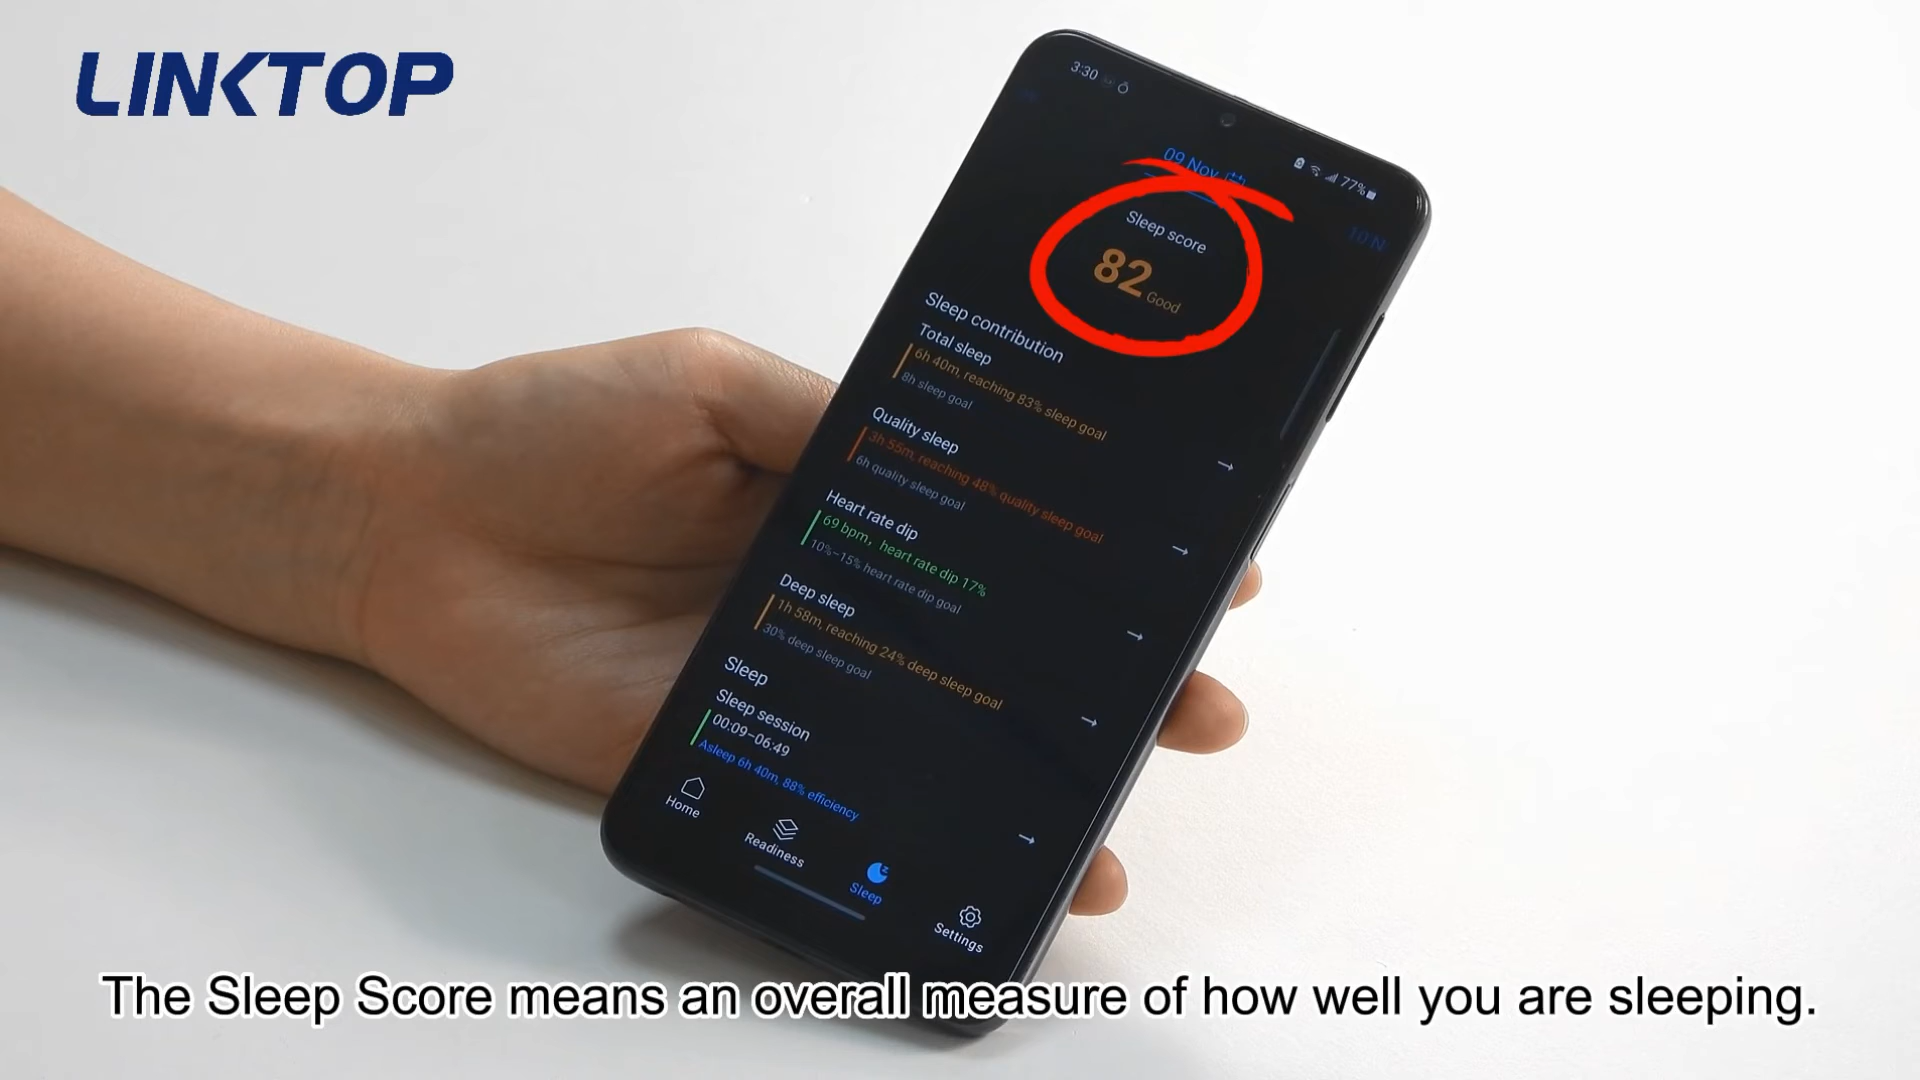 LINKTOP
3:30
77%
09 Nov
10 N
Sleep score
82 Good
Sleep contribution
Total sleep
6h 40m, reaching 83% sleep goal
8h sleep goal
Quality sleep
3h 55m, reaching 48% quality sleep goal
6h quality sleep goal
Heart rate dip
69 bpm, heart rate dip 17%
10%-15% heart rate dip goal
Deep sleep
1h 58m, reaching 24% deep sleep goal
30% deep sleep goal
Sleep
Sleep session
00:09-06:49
Asleep 6h 40m, 88% efficiency
Home
Readiness
Sleep
Settings
The Sleep Score means an overall measure of how well you are sleeping.